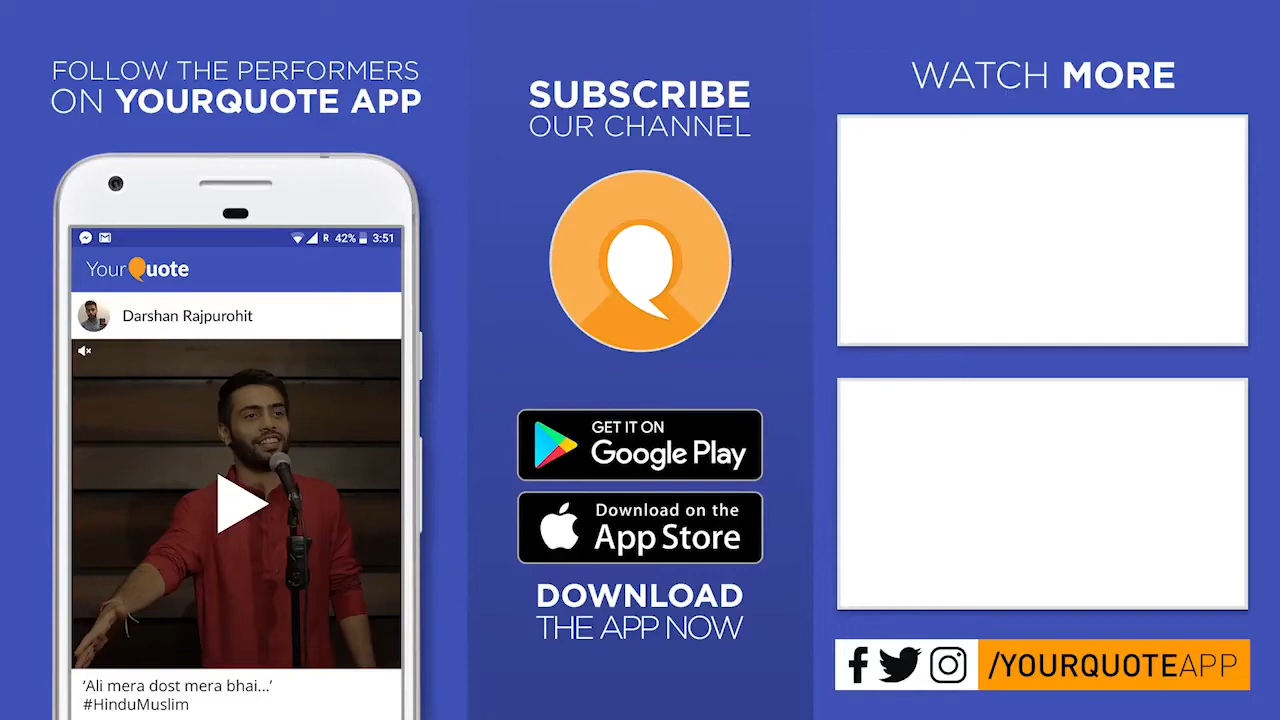 FOLLOW THE PERFORMERS
ON YOURQUOTE APP
R 42% 3:51
YourQuote
Darshan Rajpurohit
'Ali mera dost mera bhai...'
#HinduMuslim
SUBSCRIBE
OUR CHANNEL
GET IT ON
Google Play
Download on the
App Store
DOWNLOAD
THE APP NOW
WATCH MORE
/YOURQUOTEAPP